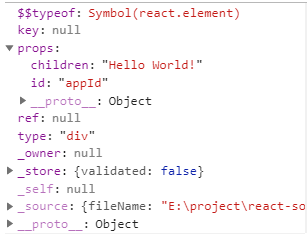 $$typeof: Symbol(react.element)
key: null
▼props:
children: "Hello World!"
id: "appId"
▶__proto__: Object
ref: null
type: "div"
_owner: null
▶_store: {validated: false}
_self: null
▶_source: {fileName: "E:\project\react-so
▶__proto__: Object